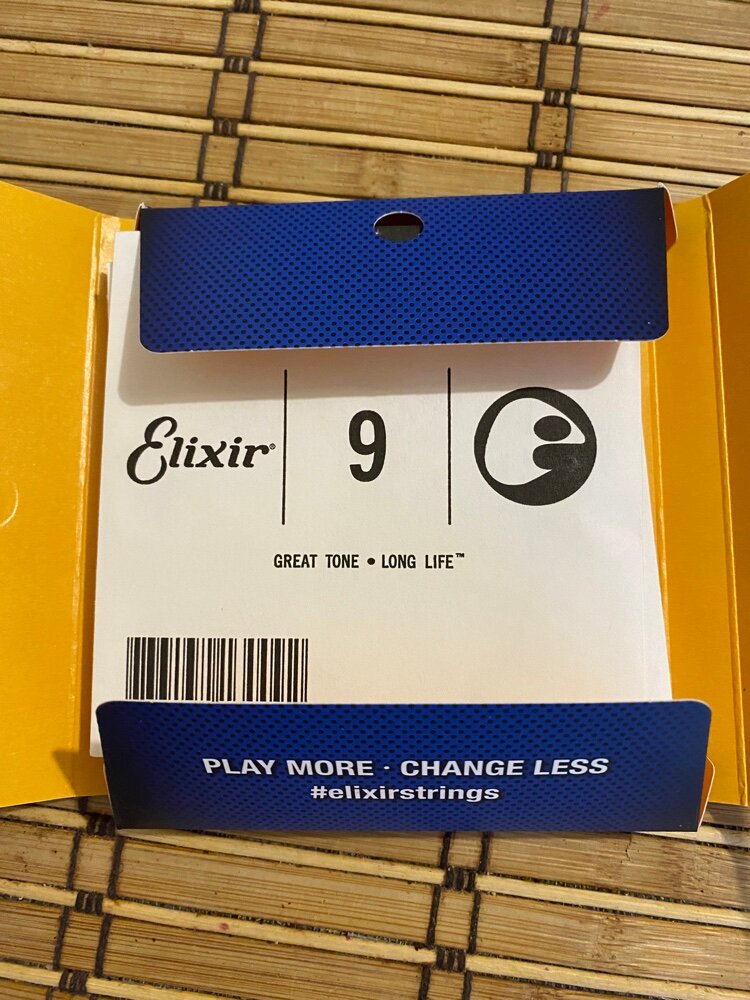 Elixir®
9
GREAT TONE • LONG LIFE™
PLAY MORE · CHANGE LESS
#elixirstrings